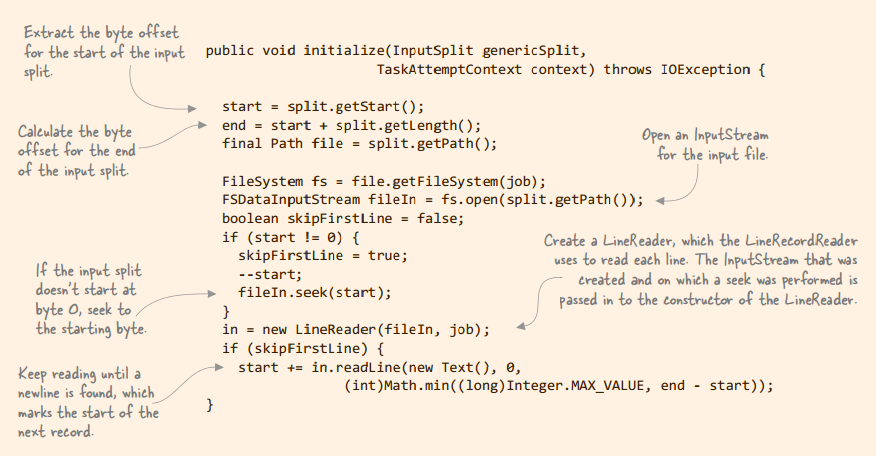 Extract the byte offset
for the start of the input
split.
public void initialize(InputSplit genericSplit,
TaskAttemptContext context) throws IOException {
start = split.getStart();
end = start + split.getLength();
final Path file = split.getPath();
Calculate the byte
offset for the end
of the input split.
Open an InputStream
for the input file.
FileSystem fs = file.getFileSystem(job);
FSDataInputStream fileIn = fs.open(split.getPath());
boolean skipFirstLine = false;
if (start != 0) {
skipFirstLine = true;
--start;
fileIn.seek(start);
}
If the input split
doesn't start at
byte 0, seek to
the starting byte.
Create a LineReader, which the LineRecordReader
uses to read each line. The InputStream that was
created and on which a seek was performed is
passed in to the constructor of the LineReader.
in = new LineReader(fileIn, job);
if (skipFirstLine) {
start += in.readLine(new Text(), 0,
(int)Math.min((long)Integer.MAX_VALUE, end - start));
}
Keep reading until a
newline is found, which
marks the start of the
next record.